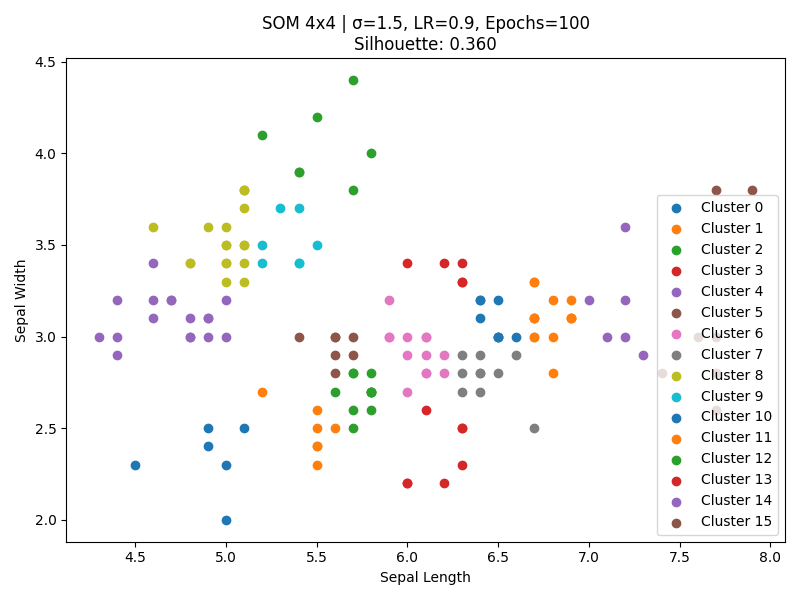 SOM 4x4 | σ=1.5, LR=0.9, Epochs=100
Silhouette: 0.360
4.5
4.0
3.5
3.0
2.5
2.0
Sepal Width
Cluster 0
Cluster 1
Cluster 2
Cluster 3
Cluster 4
Cluster 5
Cluster 6
Cluster 7
Cluster 8
Cluster 9
Cluster 10
Cluster 11
Cluster 12
Cluster 13
Cluster 14
Cluster 15
4.5 5.0 5.5 6.0 6.5 7.0 7.5 8.0
Sepal Length